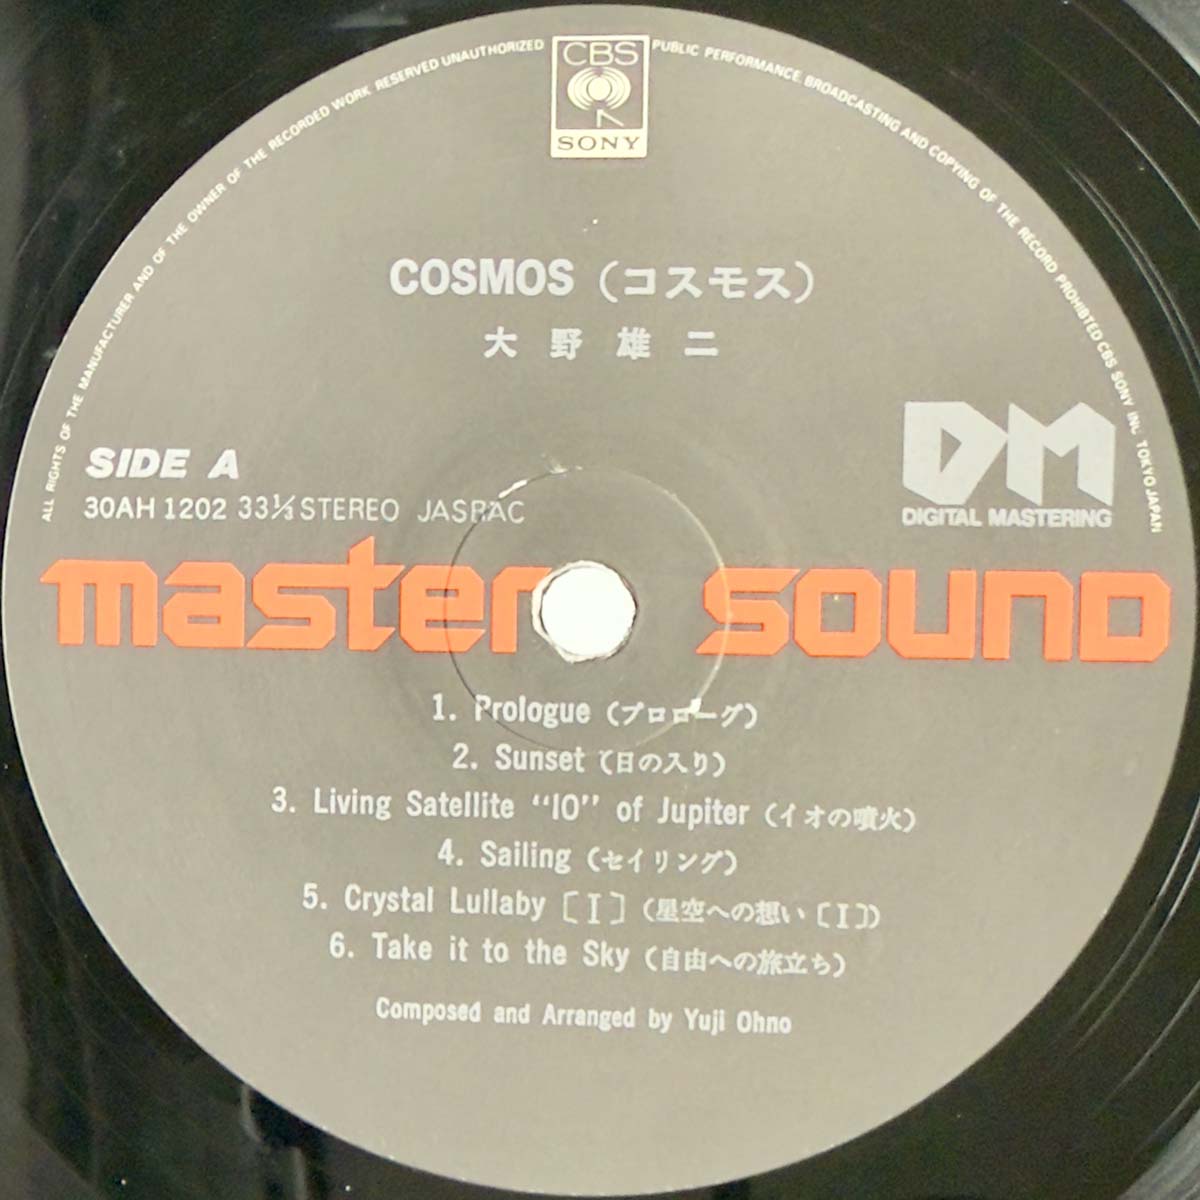 ALL RIGHTS OF THE MANUFACTURER AND OF THE OWNER OF THE RECORDED WORK RESERVED UNAUTHORIZED PUBLIC PERFORMANCE, BROADCASTING AND COPYING OF THE RECORD PROHIBITED CBS SONY INC. TOKYO JAPAN
CBS
SONY
COSMOS (コスモス)
大野雄二
SIDE A
30AH 1202 33⅓ STEREO JASRAC
DM
DIGITAL MASTERING
master sound
1. Prologue (プロローグ)
2. Sunset (日の入り)
3. Living Satellite “IO” of Jupiter (イオの噴火)
4. Sailing (セイリング)
5. Crystal Lullaby〔I〕(星空への想い〔I〕)
6. Take it to the Sky (自由への旅立ち)
Composed and Arranged by Yuji Ohno